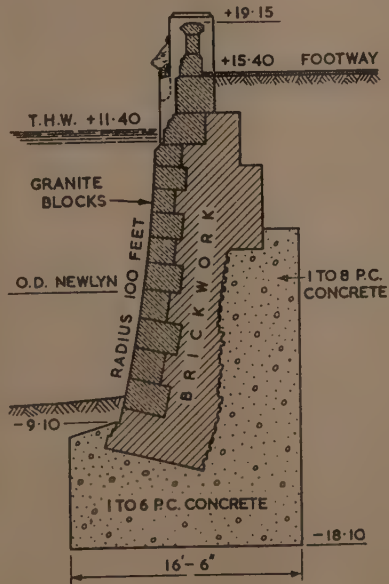 +19·15
+15·40 FOOTWAY
T.H.W. +11·40
GRANITE
BLOCKS
RADIUS 100 FEET
BRICKWORK
1 TO 8 P.C.
CONCRETE
O.D. NEWLYN
-9·10
1 TO 6 P.C. CONCRETE
-18·10
16'-6"